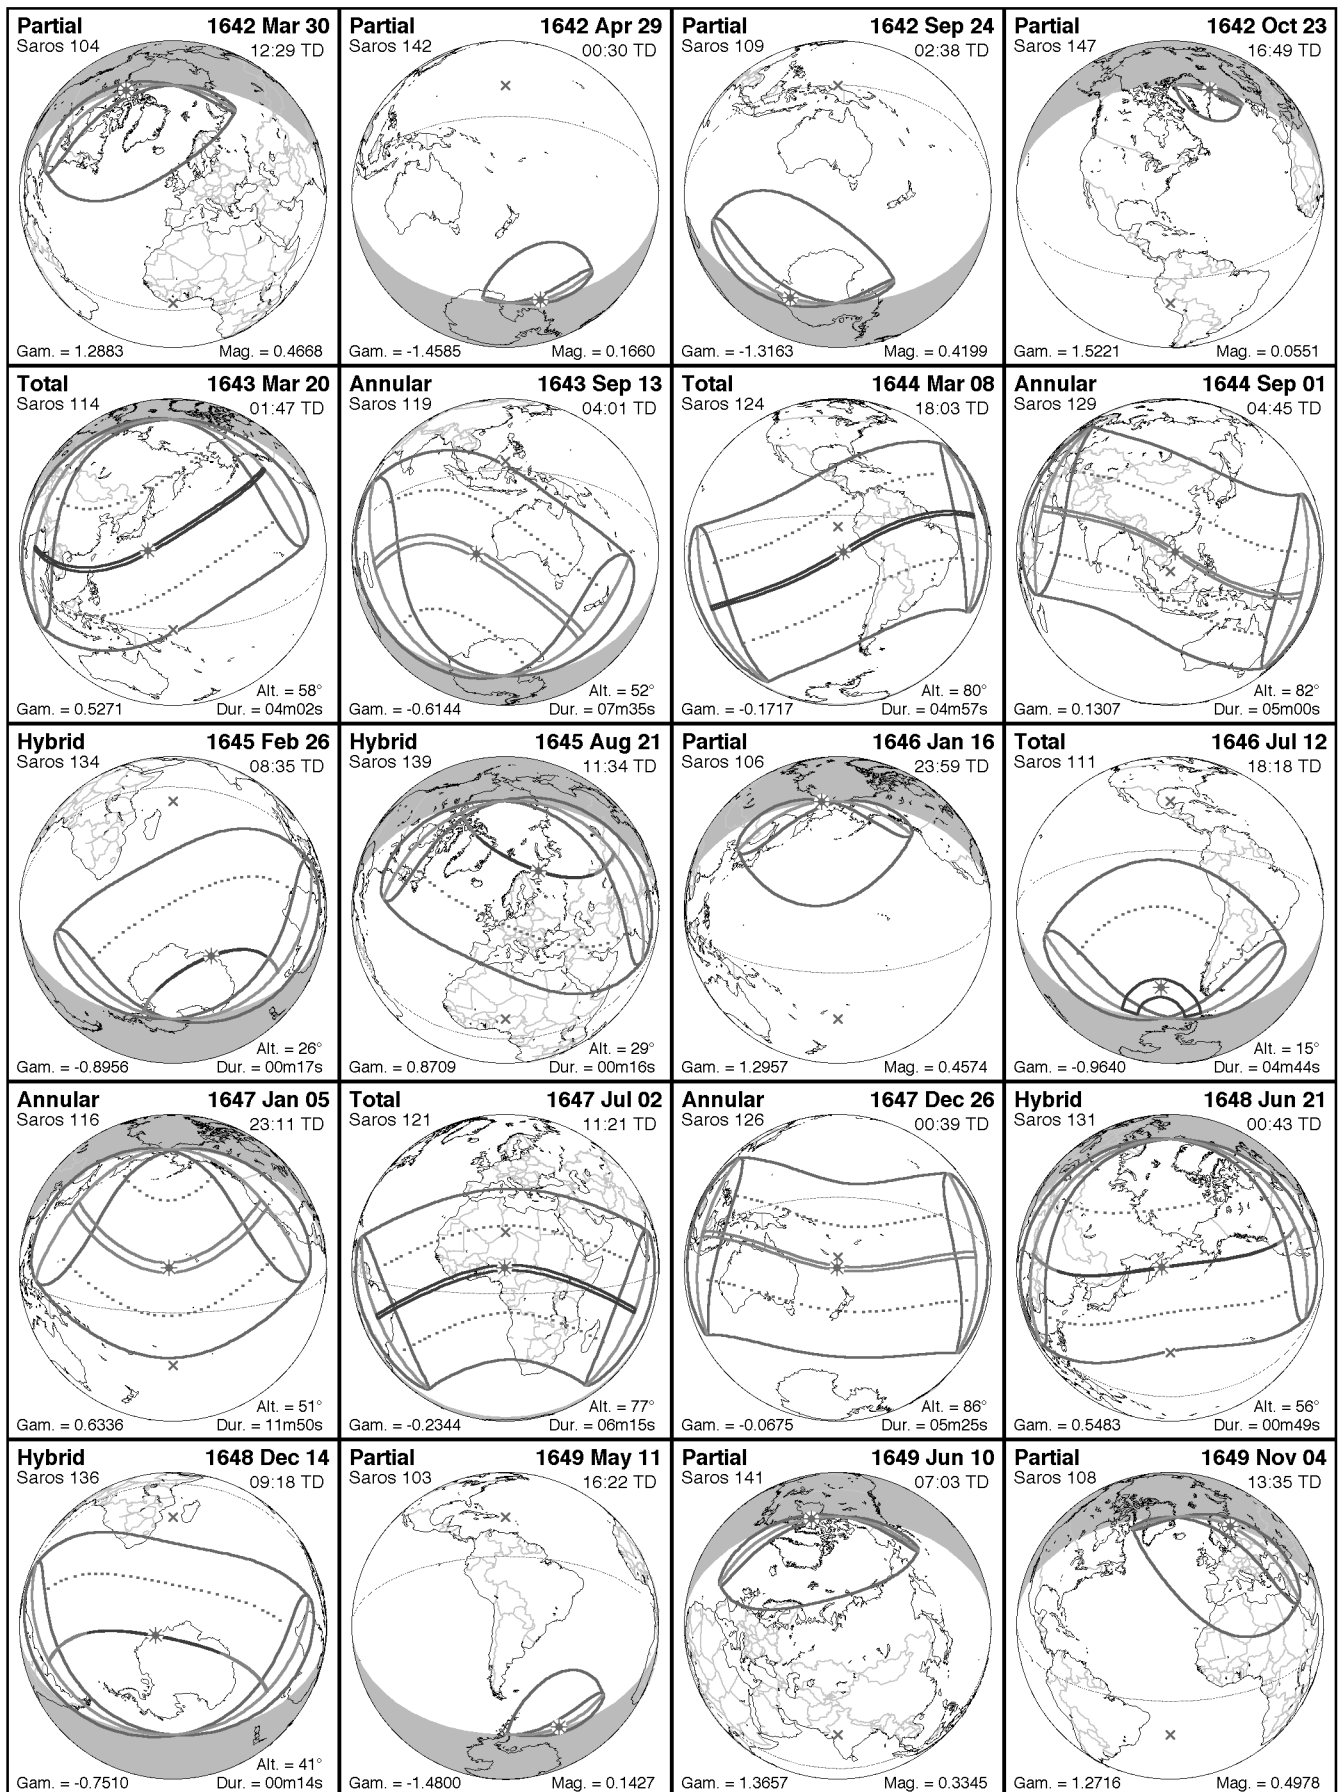 Partial 1642 Mar 30
Saros 104 12:29 TD
Gam. = 1.2883 Mag. = 0.4668
Partial 1642 Apr 29
Saros 142 00:30 TD
Gam. = -1.4585 Mag. = 0.1660
Partial 1642 Sep 24
Saros 109 02:38 TD
Gam. = -1.3163 Mag. = 0.4199
Partial 1642 Oct 23
Saros 147 16:49 TD
Gam. = 1.5221 Mag. = 0.0551
Total 1643 Mar 20
Saros 114 01:47 TD
Alt. = 58°
Gam. = 0.5271 Dur. = 04m02s
Annular 1643 Sep 13
Saros 119 04:01 TD
Alt. = 52°
Gam. = -0.6144 Dur. = 07m35s
Total 1644 Mar 08
Saros 124 18:03 TD
Alt. = 80°
Gam. = -0.1717 Dur. = 04m57s
Annular 1644 Sep 01
Saros 129 04:45 TD
Alt. = 82°
Gam. = 0.1307 Dur. = 05m00s
Hybrid 1645 Feb 26
Saros 134 08:35 TD
Alt. = 26°
Gam. = -0.8956 Dur. = 00m17s
Hybrid 1645 Aug 21
Saros 139 11:34 TD
Alt. = 29°
Gam. = 0.8709 Dur. = 00m16s
Partial 1646 Jan 16
Saros 106 23:59 TD
Gam. = 1.2957 Mag. = 0.4574
Total 1646 Jul 12
Saros 111 18:18 TD
Alt. = 15°
Gam. = -0.9640 Dur. = 04m44s
Annular 1647 Jan 05
Saros 116 23:11 TD
Alt. = 51°
Gam. = 0.6336 Dur. = 11m50s
Total 1647 Jul 02
Saros 121 11:21 TD
Alt. = 77°
Gam. = -0.2344 Dur. = 06m15s
Annular 1647 Dec 26
Saros 126 00:39 TD
Alt. = 86°
Gam. = -0.0675 Dur. = 05m25s
Hybrid 1648 Jun 21
Saros 131 00:43 TD
Alt. = 56°
Gam. = 0.5483 Dur. = 00m49s
Hybrid 1648 Dec 14
Saros 136 09:18 TD
Alt. = 41°
Gam. = -0.7510 Dur. = 00m14s
Partial 1649 May 11
Saros 103 16:22 TD
Gam. = -1.4800 Mag. = 0.1427
Partial 1649 Jun 10
Saros 141 07:03 TD
Gam. = 1.3657 Mag. = 0.3345
Partial 1649 Nov 04
Saros 108 13:35 TD
Gam. = 1.2716 Mag. = 0.4978